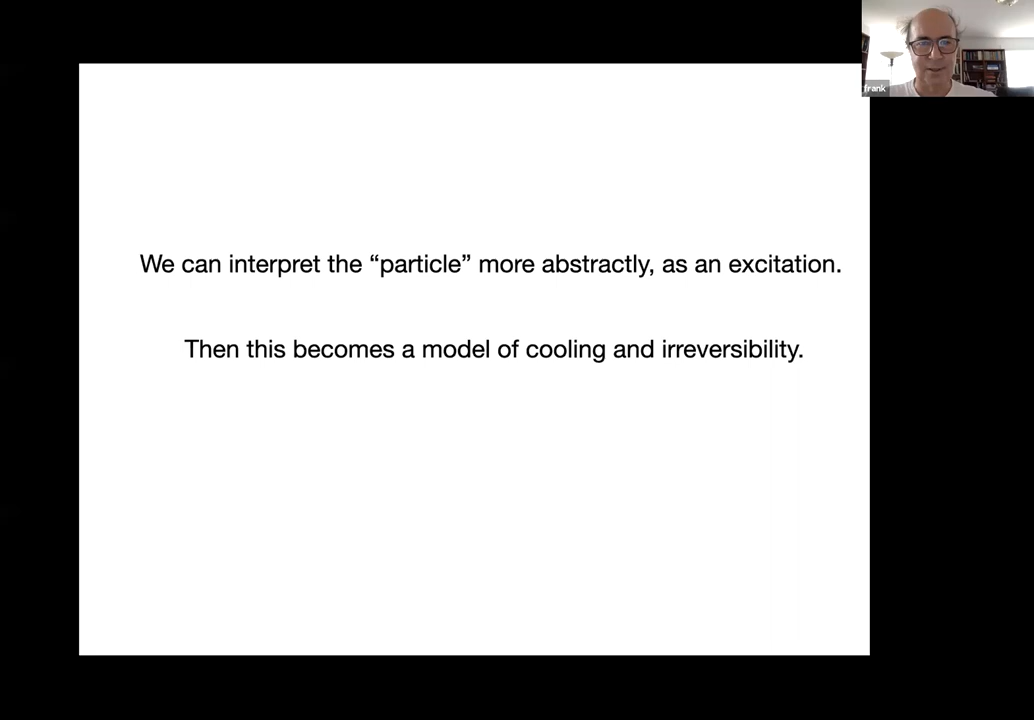 frank
We can interpret the “particle” more abstractly, as an excitation.
Then this becomes a model of cooling and irreversibility.